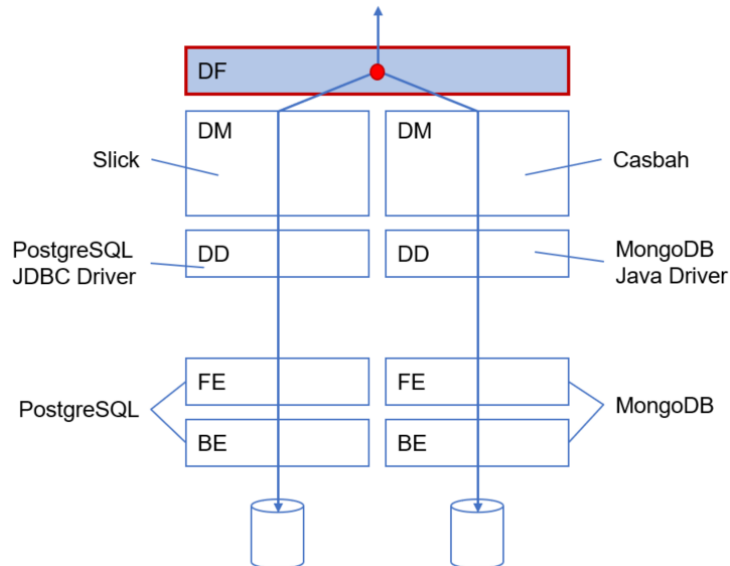 DF
DM
DM
Slick
Casbah
PostgreSQL
JDBC Driver
DD
DD
MongoDB
Java Driver
FE
FE
PostgreSQL
MongoDB
BE
BE